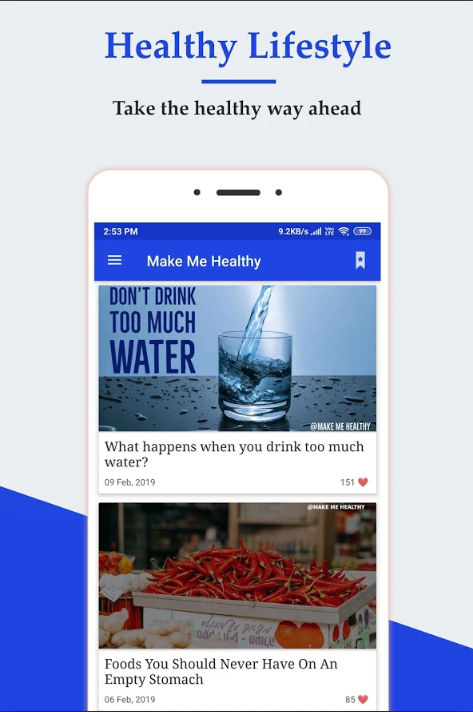 Healthy Lifestyle
Take the healthy way ahead
2:53 PM 9.2KB/s VoLTE 99
Make Me Healthy
DON'T DRINK
TOO MUCH
WATER
@MAKE ME HEALTHY
What happens when you drink too much
water?
09 Feb, 2019 151
@MAKE ME HEALTHY
Foods You Should Never Have On An
Empty Stomach
06 Feb, 2019 85